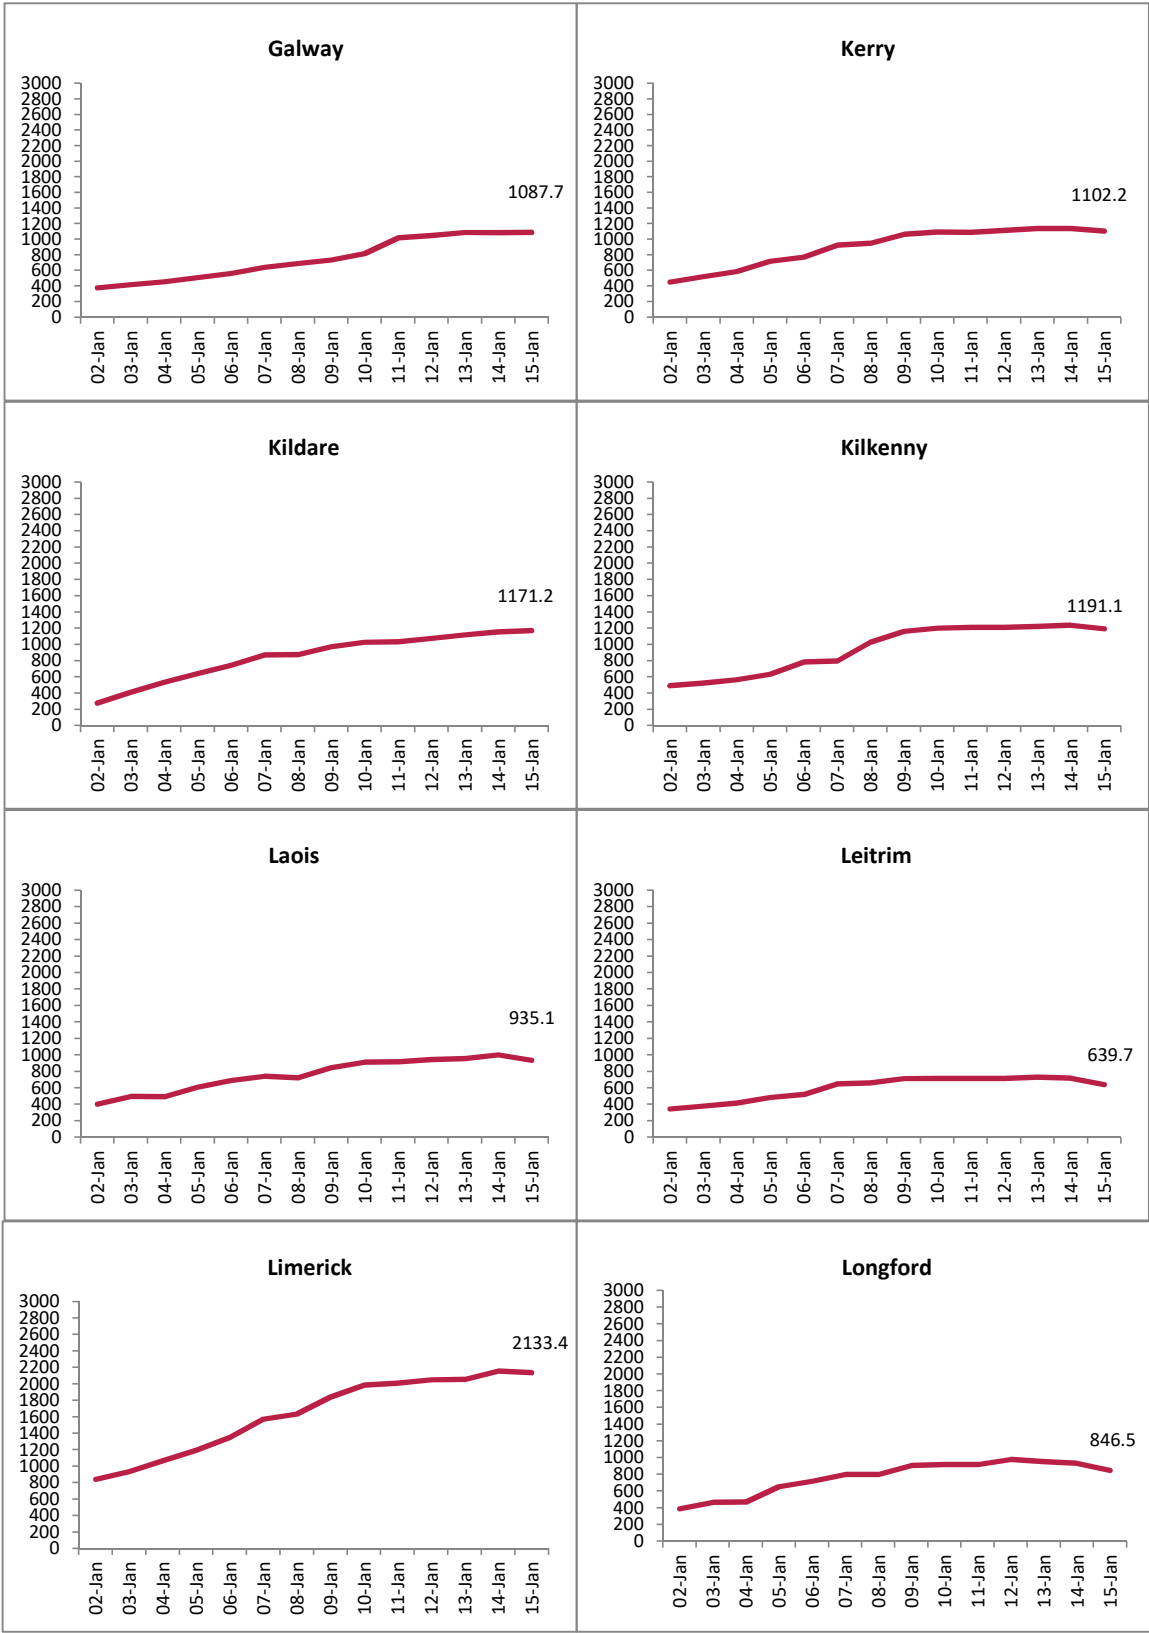 Galway
3000
2800
2600
2400
2200
2000
1800
1600
1400
1200
1000
800
600
400
200
0
1087.7
02-Jan
03-Jan
04-Jan
05-Jan
06-Jan
07-Jan
08-Jan
09-Jan
10-Jan
11-Jan
12-Jan
13-Jan
14-Jan
15-Jan
Kerry
3000
2800
2600
2400
2200
2000
1800
1600
1400
1200
1000
800
600
400
200
0
1102.2
02-Jan
03-Jan
04-Jan
05-Jan
06-Jan
07-Jan
08-Jan
09-Jan
10-Jan
11-Jan
12-Jan
13-Jan
14-Jan
15-Jan
Kildare
3000
2800
2600
2400
2200
2000
1800
1600
1400
1200
1000
800
600
400
200
0
1171.2
02-Jan
03-Jan
04-Jan
05-Jan
06-Jan
07-Jan
08-Jan
09-Jan
10-Jan
11-Jan
12-Jan
13-Jan
14-Jan
15-Jan
Kilkenny
3000
2800
2600
2400
2200
2000
1800
1600
1400
1200
1000
800
600
400
200
0
1191.1
02-Jan
03-Jan
04-Jan
05-Jan
06-Jan
07-Jan
08-Jan
09-Jan
10-Jan
11-Jan
12-Jan
13-Jan
14-Jan
15-Jan
Laois
3000
2800
2600
2400
2200
2000
1800
1600
1400
1200
1000
800
600
400
200
0
935.1
02-Jan
03-Jan
04-Jan
05-Jan
06-Jan
07-Jan
08-Jan
09-Jan
10-Jan
11-Jan
12-Jan
13-Jan
14-Jan
15-Jan
Leitrim
3000
2800
2600
2400
2200
2000
1800
1600
1400
1200
1000
800
600
400
200
0
639.7
02-Jan
03-Jan
04-Jan
05-Jan
06-Jan
07-Jan
08-Jan
09-Jan
10-Jan
11-Jan
12-Jan
13-Jan
14-Jan
15-Jan
Limerick
3000
2800
2600
2400
2200
2000
1800
1600
1400
1200
1000
800
600
400
200
0
2133.4
02-Jan
03-Jan
04-Jan
05-Jan
06-Jan
07-Jan
08-Jan
09-Jan
10-Jan
11-Jan
12-Jan
13-Jan
14-Jan
15-Jan
Longford
3000
2800
2600
2400
2200
2000
1800
1600
1400
1200
1000
800
600
400
200
0
846.5
02-Jan
03-Jan
04-Jan
05-Jan
06-Jan
07-Jan
08-Jan
09-Jan
10-Jan
11-Jan
12-Jan
13-Jan
14-Jan
15-Jan